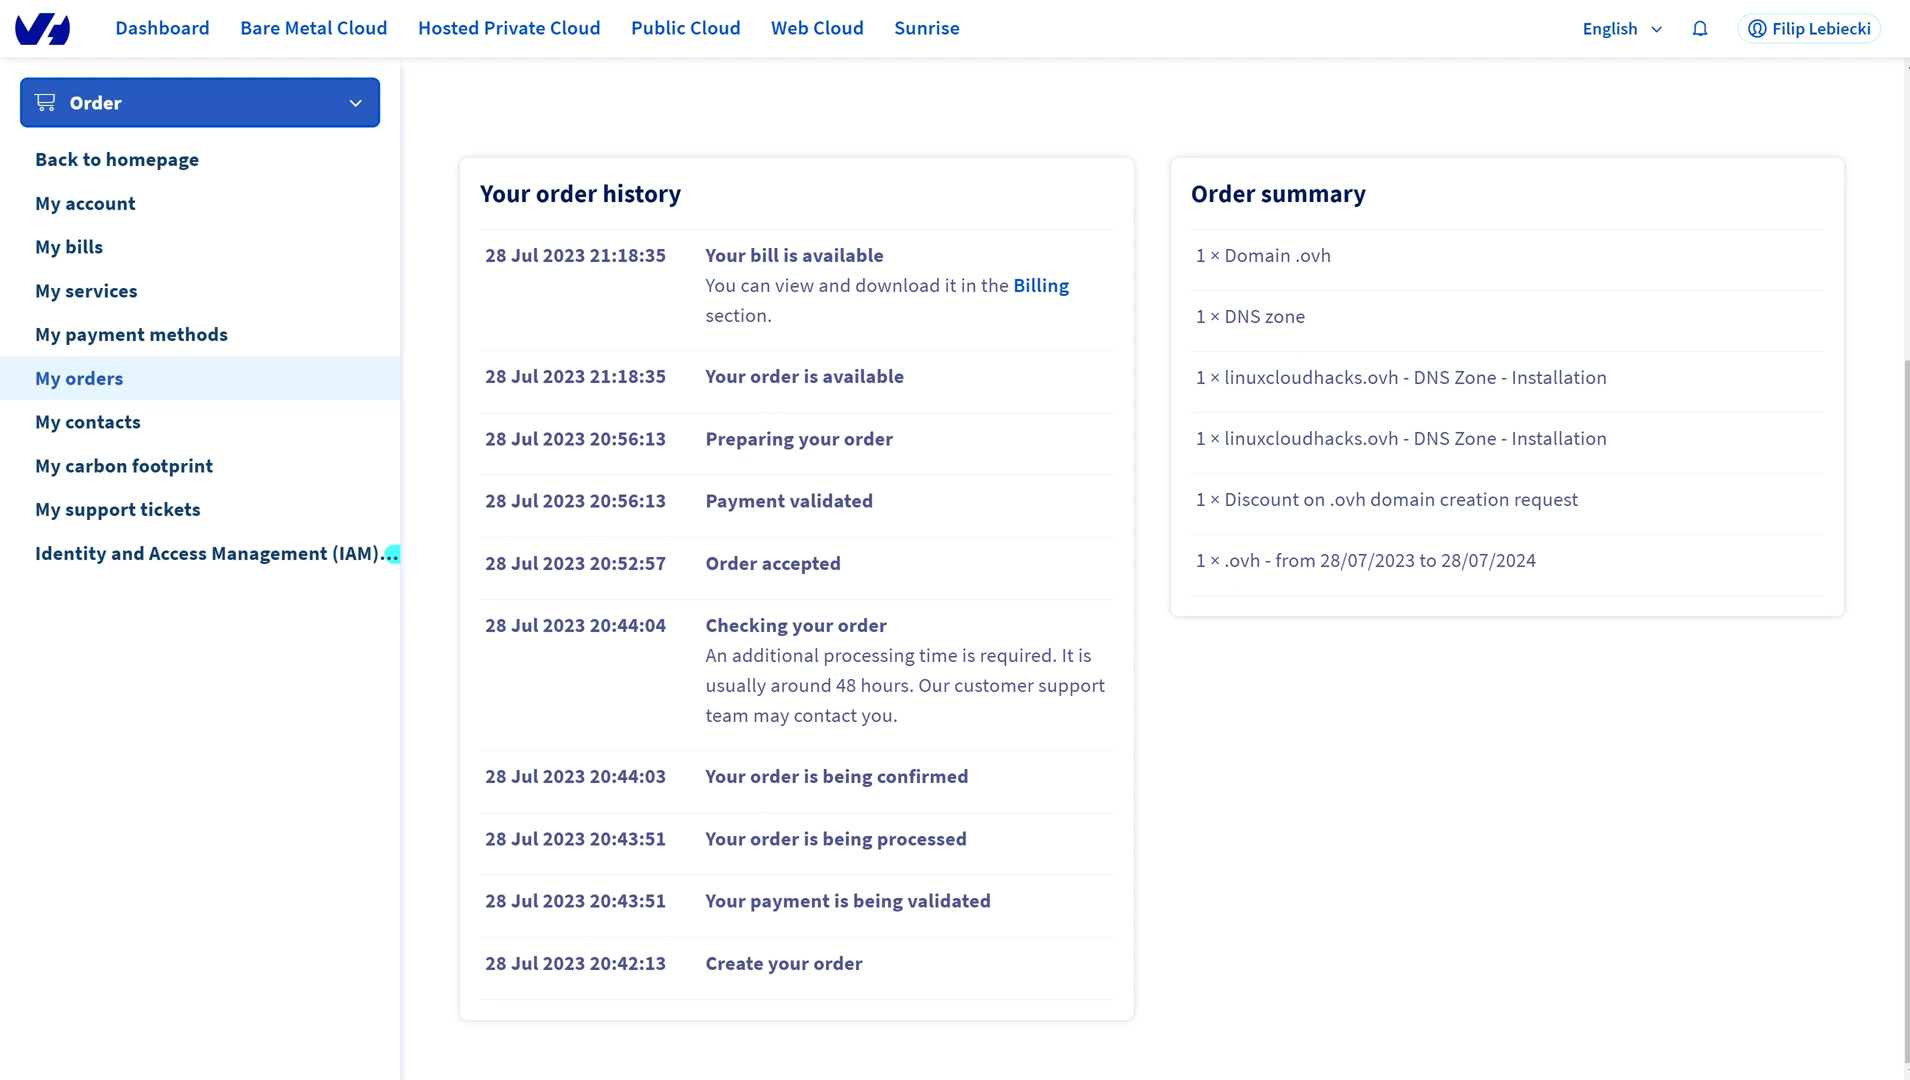 Dashboard Bare Metal Cloud Hosted Private Cloud Public Cloud Web Cloud Sunrise English Filip Lebiecki
Order
Back to homepage
My account
My bills
My services
My payment methods
My orders
My contacts
My carbon footprint
My support tickets
Identity and Access Management (IAM)...
Your order history
28 Jul 2023 21:18:35 Your bill is available
You can view and download it in the Billing
section.
28 Jul 2023 21:18:35 Your order is available
28 Jul 2023 20:56:13 Preparing your order
28 Jul 2023 20:56:13 Payment validated
28 Jul 2023 20:52:57 Order accepted
28 Jul 2023 20:44:04 Checking your order
An additional processing time is required. It is
usually around 48 hours. Our customer support
team may contact you.
28 Jul 2023 20:44:03 Your order is being confirmed
28 Jul 2023 20:43:51 Your order is being processed
28 Jul 2023 20:43:51 Your payment is being validated
28 Jul 2023 20:42:13 Create your order
Order summary
1 × Domain .ovh
1 × DNS zone
1 × linuxcloudhacks.ovh - DNS Zone - Installation
1 × linuxcloudhacks.ovh - DNS Zone - Installation
1 × Discount on .ovh domain creation request
1 × .ovh - from 28/07/2023 to 28/07/2024